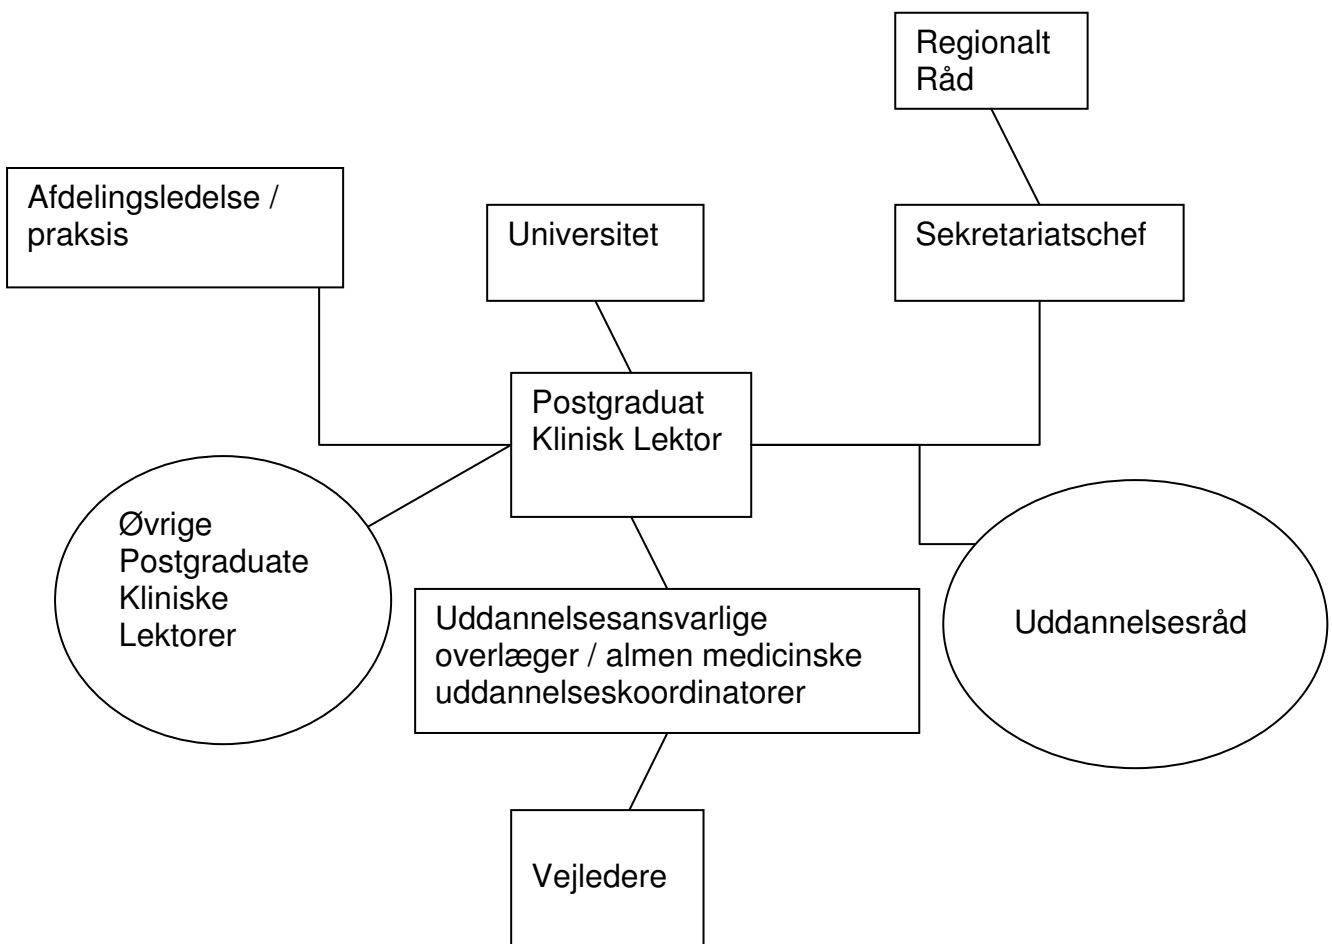 Regionalt
Råd
Afdelingsledelse /
praksis
Universitet
Sekretariatschef
Postgraduat
Klinisk Lektor
Øvrige
Postgraduate
Kliniske
Lektorer
Uddannelsesansvarlige
overlæger / almen medicinske
uddannelseskoordinatorer
Uddannelsesråd
Vejledere